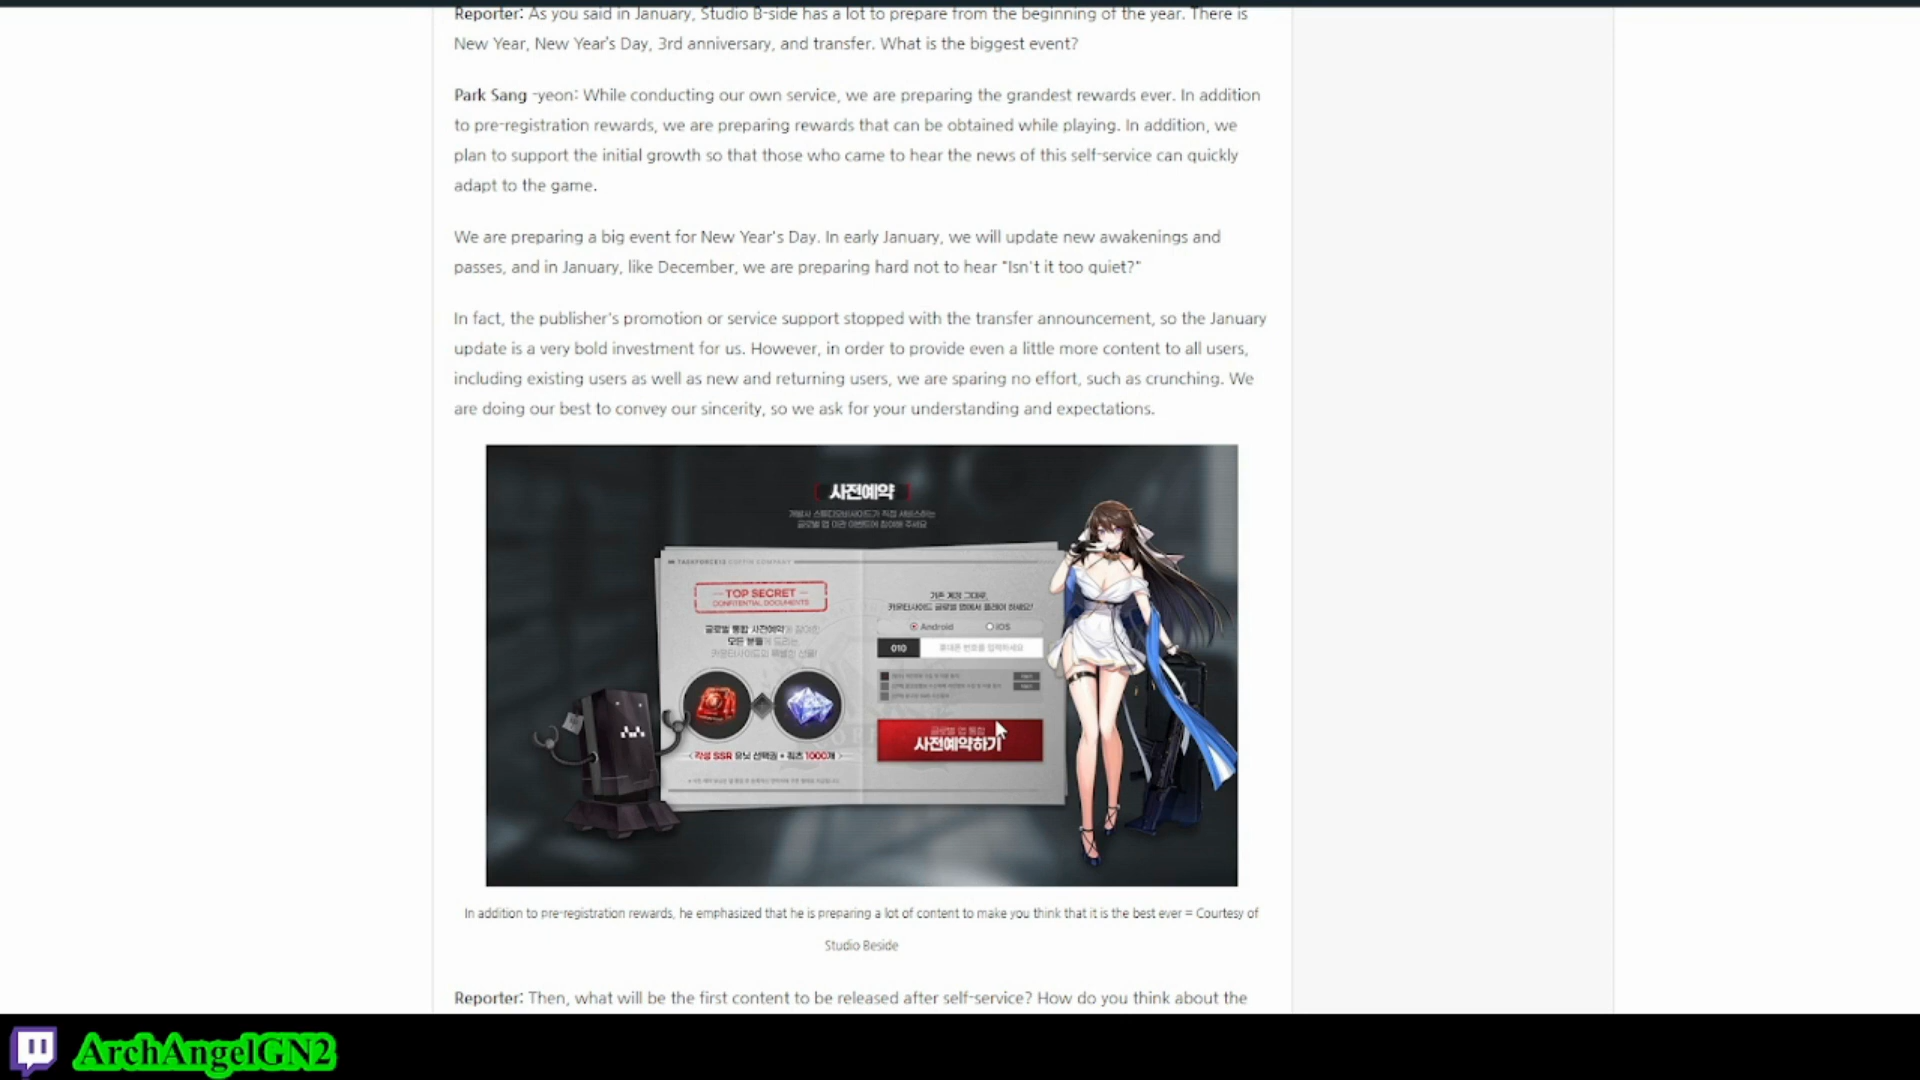 Reporter: As you said in January, Studio B-side has a lot to prepare from the beginning of the year. There is
New Year, New Year's Day, 3rd anniversary, and transfer. What is the biggest event?
Park Sang -yeon: While conducting our own service, we are preparing the grandest rewards ever. In addition
to pre-registration rewards, we are preparing rewards that can be obtained while playing. In addition, we
plan to support the initial growth so that those who came to hear the news of this self-service can quickly
adapt to the game.
We are preparing a big event for New Year's Day. In early January, we will update new awakenings and
passes, and in January, like December, we are preparing hard not to hear "Isn't it too quiet?"
In fact, the publisher's promotion or service support stopped with the transfer announcement, so the January
update is a very bold investment for us. However, in order to provide even a little more content to all users,
including existing users as well as new and returning users, we are sparing no effort, such as crunching. We
are doing our best to convey our sincerity, so we ask for your understanding and expectations.
사전예약
개발사 스튜디오비사이드가 직접 서비스하는
글로벌 앱 이관 이벤트에 참여해 주세요
TASKFORCE COFFIN COMPANY
TOP SECRET
CONFIDENTIAL DOCUMENTS
글로벌 통합 사전예약에 참여한
모든 분들께 드리는
카운터사이드의 특별한 선물!
각성 SSR 유닛 선택권 + 쿼츠 1000개
기존 계정 그대로,
카운터사이드 글로벌 앱에서 플레이 하세요!
Android iOS
010 휴대폰 번호를 입력하세요
글로벌 앱 통합
사전예약하기
In addition to pre-registration rewards, he emphasized that he is preparing a lot of content to make you think that it is the best ever = Courtesy of
Studio Beside
Reporter: Then, what will be the first content to be released after self-service? How do you think about the
ArchAngelGN2